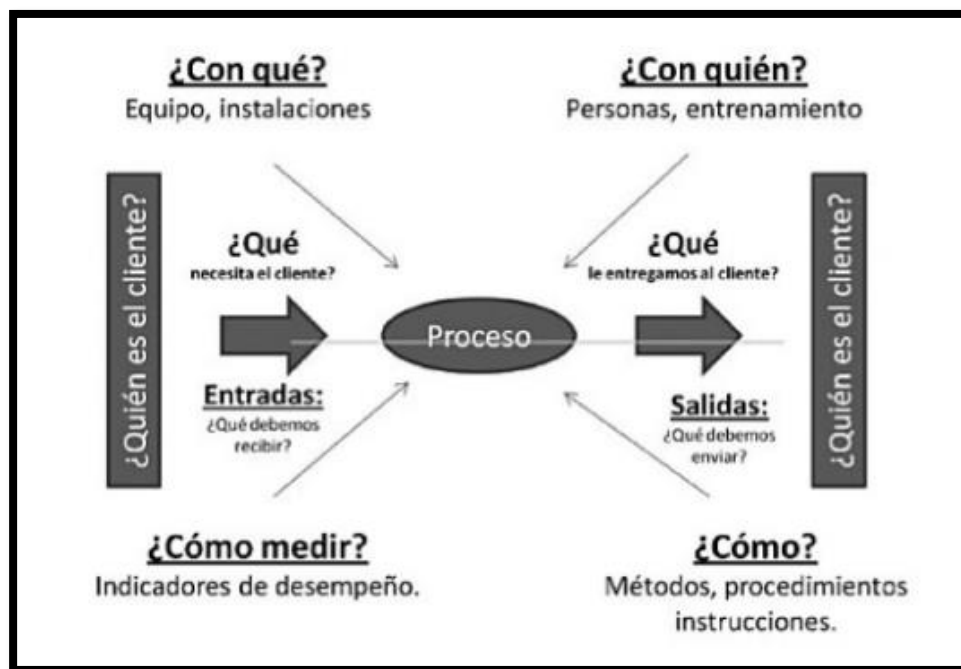 ¿Con qué?
Equipo, instalaciones
¿Con quién?
Personas, entrenamiento
¿Quién es el cliente?
¿Qué
necesita el cliente?
Entradas:
¿Qué debemos
recibir?
Proceso
¿Qué
le entregamos al cliente?
Salidas:
¿Qué debemos
enviar?
¿Quién es el cliente?
¿Cómo medir?
Indicadores de desempeño.
¿Cómo?
Métodos, procedimientos
instrucciones.